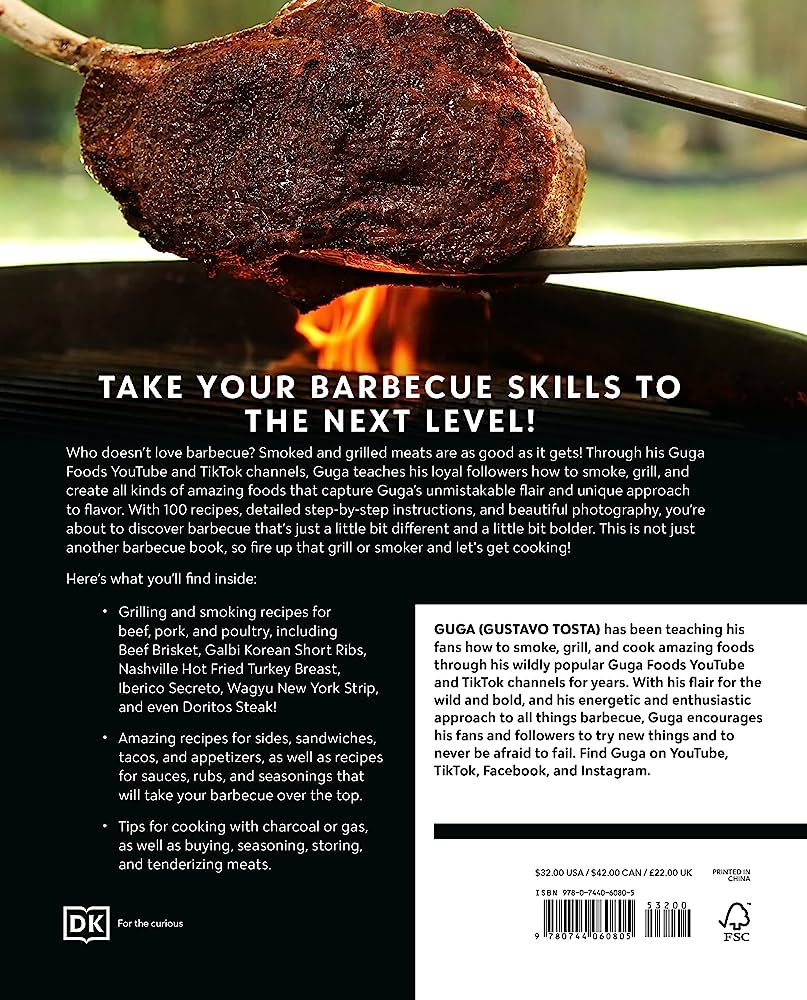 TAKE YOUR BARBECUE SKILLS TO
THE NEXT LEVEL!
Who doesn't love barbecue? Smoked and grilled meats are as good as it gets! Through his Guga
Foods YouTube and TikTok channels, Guga teaches his loyal followers how to smoke, grill, and
create all kinds of amazing foods that capture Guga's unmistakable flair and unique approach
to flavor. With 100 recipes, detailed step-by-step instructions, and beautiful photography, you're
about to discover barbecue that's just a little bit different and a little bit bolder. This is not just
another barbecue book, so fire up that grill or smoker and let's get cooking!
Here's what you'll find inside:
• Grilling and smoking recipes for
beef, pork, and poultry, including
Beef Brisket, Galbi Korean Short Ribs,
Nashville Hot Fried Turkey Breast,
Iberico Secreto, Wagyu New York Strip,
and even Doritos Steak!
• Amazing recipes for sides, sandwiches,
tacos, and appetizers, as well as recipes
for sauces, rubs, and seasonings that
will take your barbecue over the top.
• Tips for cooking with charcoal or gas,
as well as buying, seasoning, storing,
and tenderizing meats.
DK
For the curious
GUGA (GUSTAVO TOSTA) has been teaching his
fans how to smoke, grill, and cook amazing foods
through his wildly popular Guga Foods YouTube
and TikTok channels for years. With his flair for the
wild and bold, and his energetic and enthusiastic
approach to all things barbecue, Guga encourages
his fans and followers to try new things and to
never be afraid to fail. Find Guga on YouTube,
TikTok, Facebook, and Instagram.
$32.00 USA / $42.00 CAN / £22.00 UK
PRINTED IN
CHINA
ISBN 978-0-7440-6080-5
53200
9 780744 060805
FSC